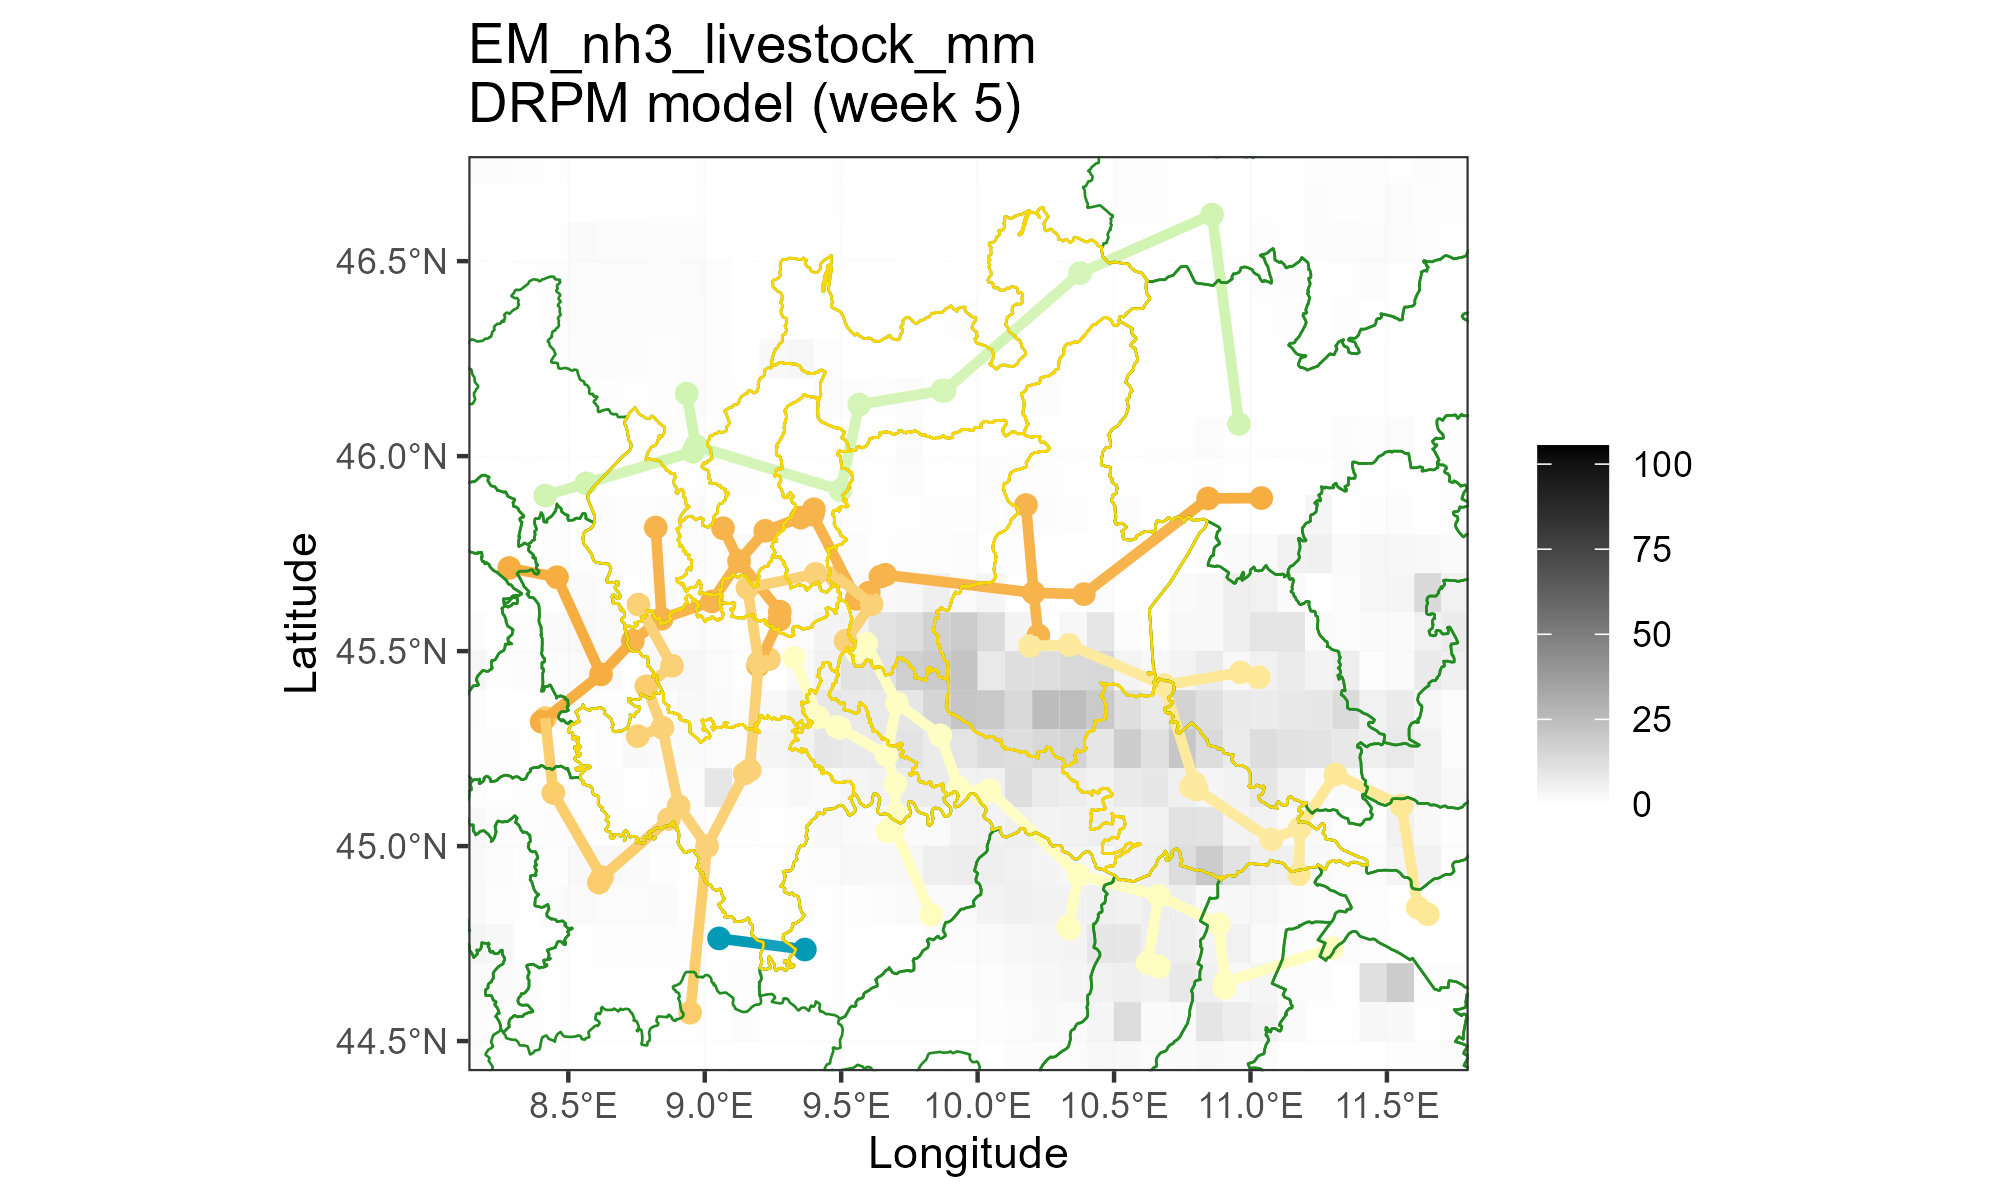 EM_nh3_livestock_mm
DRPM model (week 5)
46.5°N
46.0°N
45.5°N
45.0°N
44.5°N
Latitude
8.5°E 9.0°E 9.5°E 10.0°E 10.5°E 11.0°E 11.5°E
Longitude
100
75
50
25
0